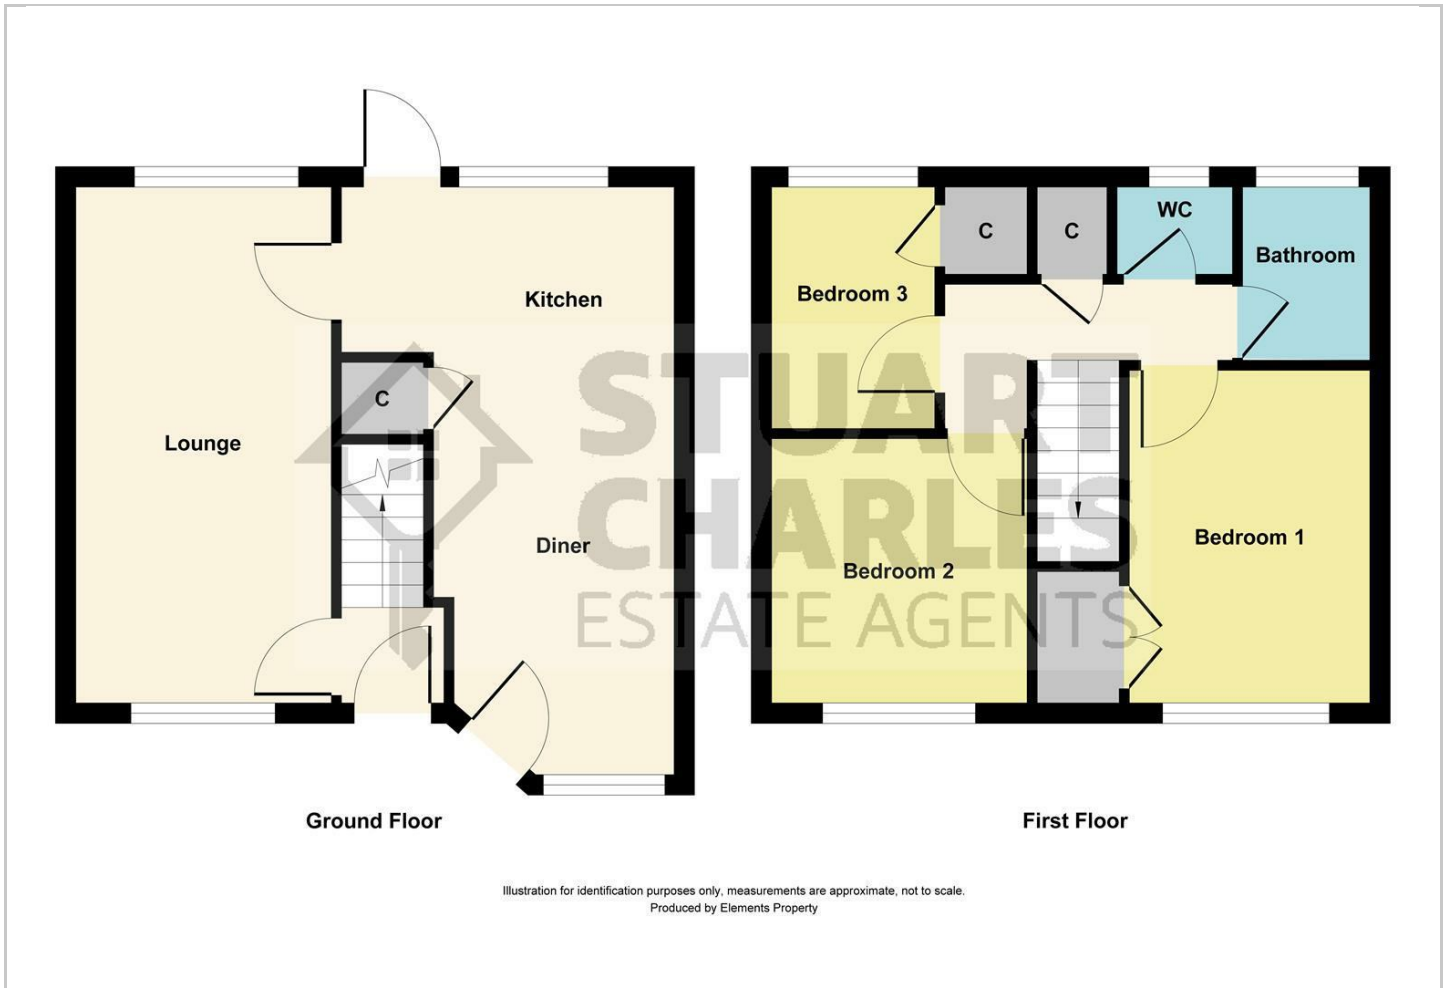 Kitchen
C
Lounge
Diner
Ground Floor
WC
C
C
Bathroom
Bedroom 3
Bedroom 1
Bedroom 2
First Floor
STUART
CHARLES
ESTATE AGENTS
Illustration for identification purposes only, measurements are approximate, not to scale.
Produced by Elements Property